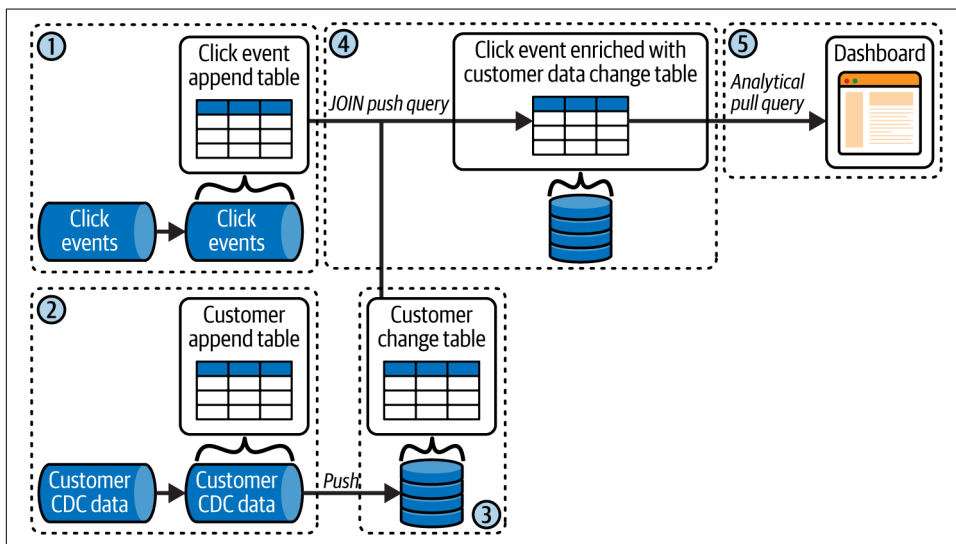 1
Click event
append table
Click
events
Click
events
4
JOIN push query
Click event enriched with
customer data change table
5
Analytical
pull query
Dashboard
2
Customer
append table
Customer
CDC data
Customer
CDC data
Push
Customer
change table
3